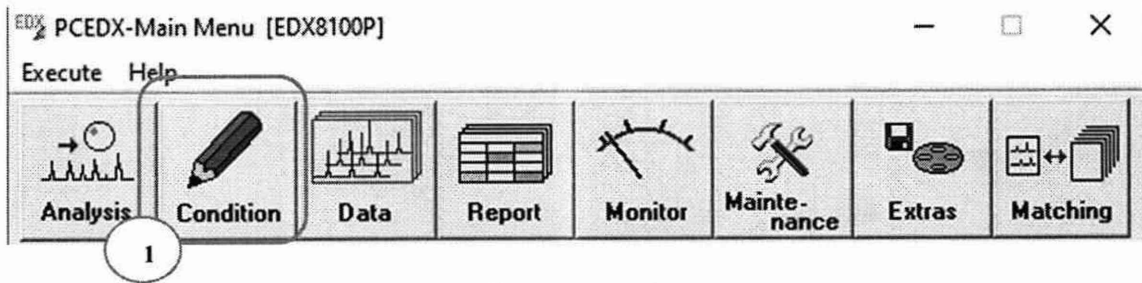 EDX PCEDX-Main Menu [EDX8100P]
Execute Help
Analysis Condition Data Report Monitor Mainte-nance Extras Matching
1